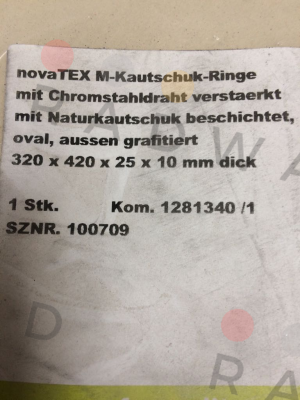 novaTEX M-Kautschuk-Ringe
mit Chromstahldraht verstaerkt
mit Naturkautschuk beschichtet,
oval, aussen grafitiert
320 x 420 x 25 x 10 mm dick
1 Stk. Kom. 1281340 /1
SZNR. 100709